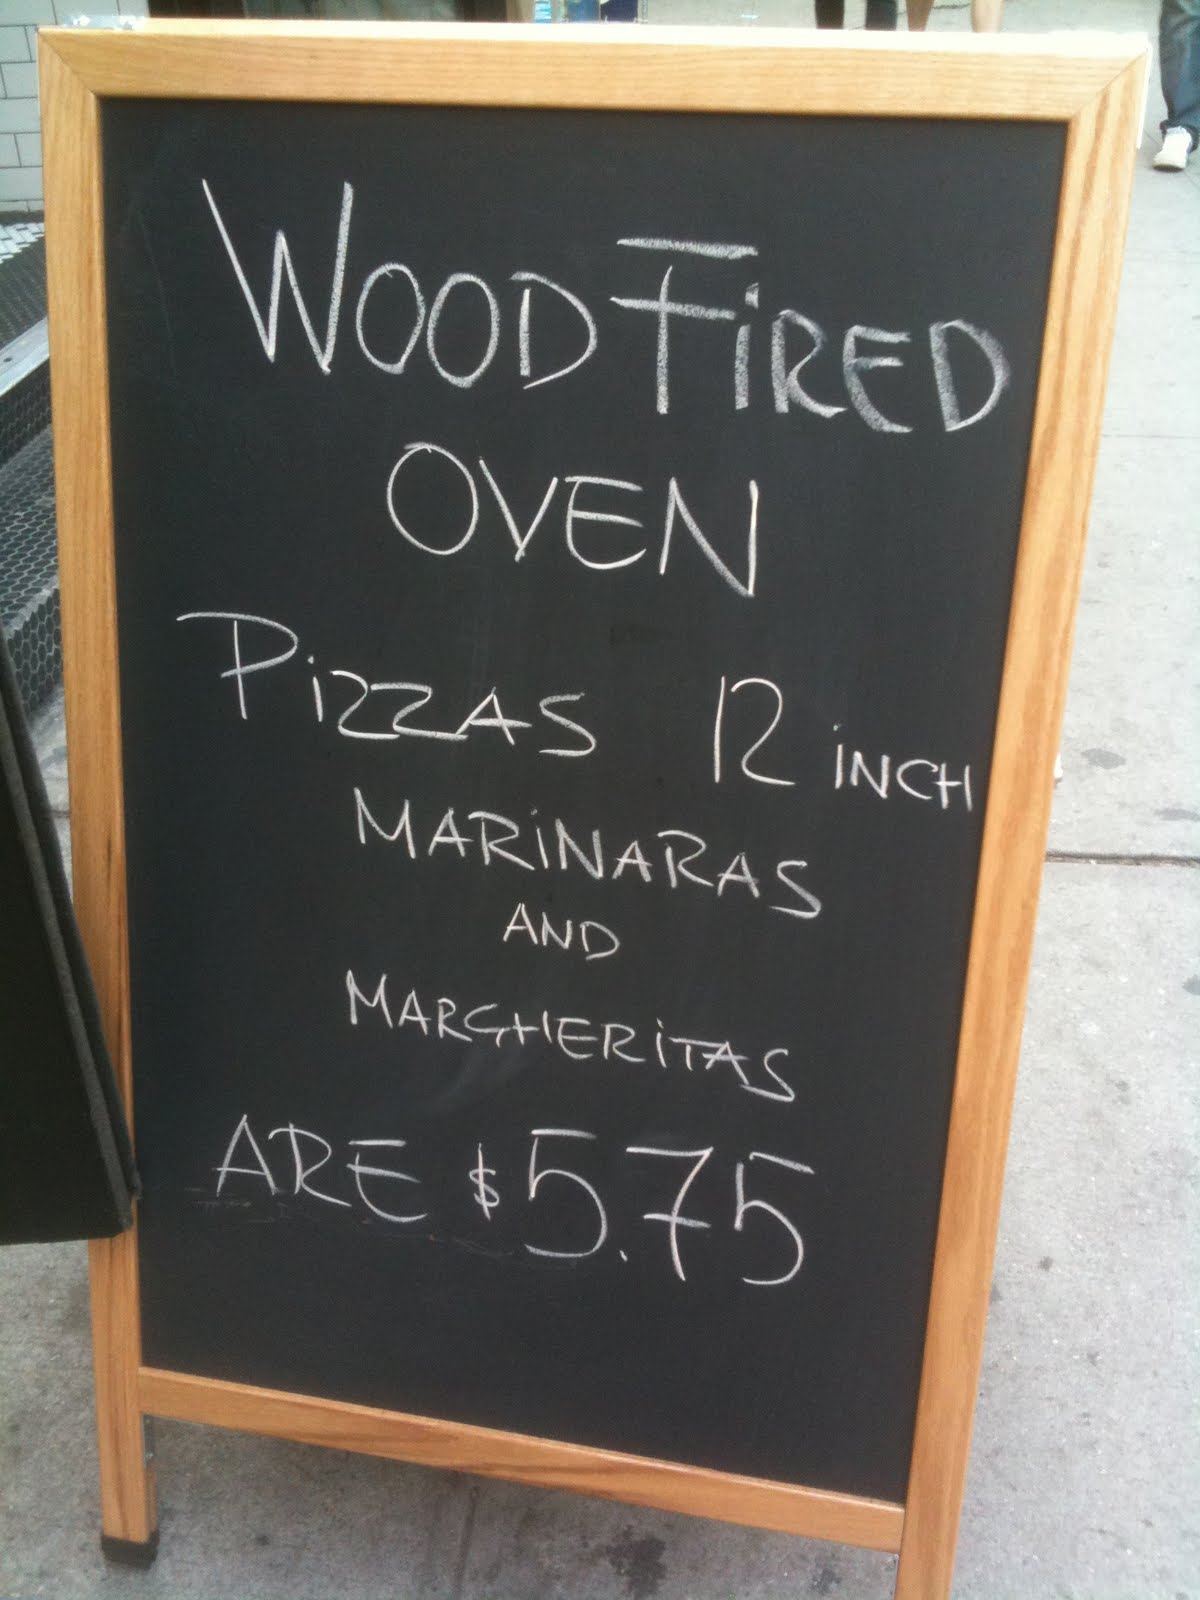 WOOD FiRED
OVEN
PiZZAS 12 iNCH
MARiNARAS
AND
MARGHERiTAS
ARE $5.75